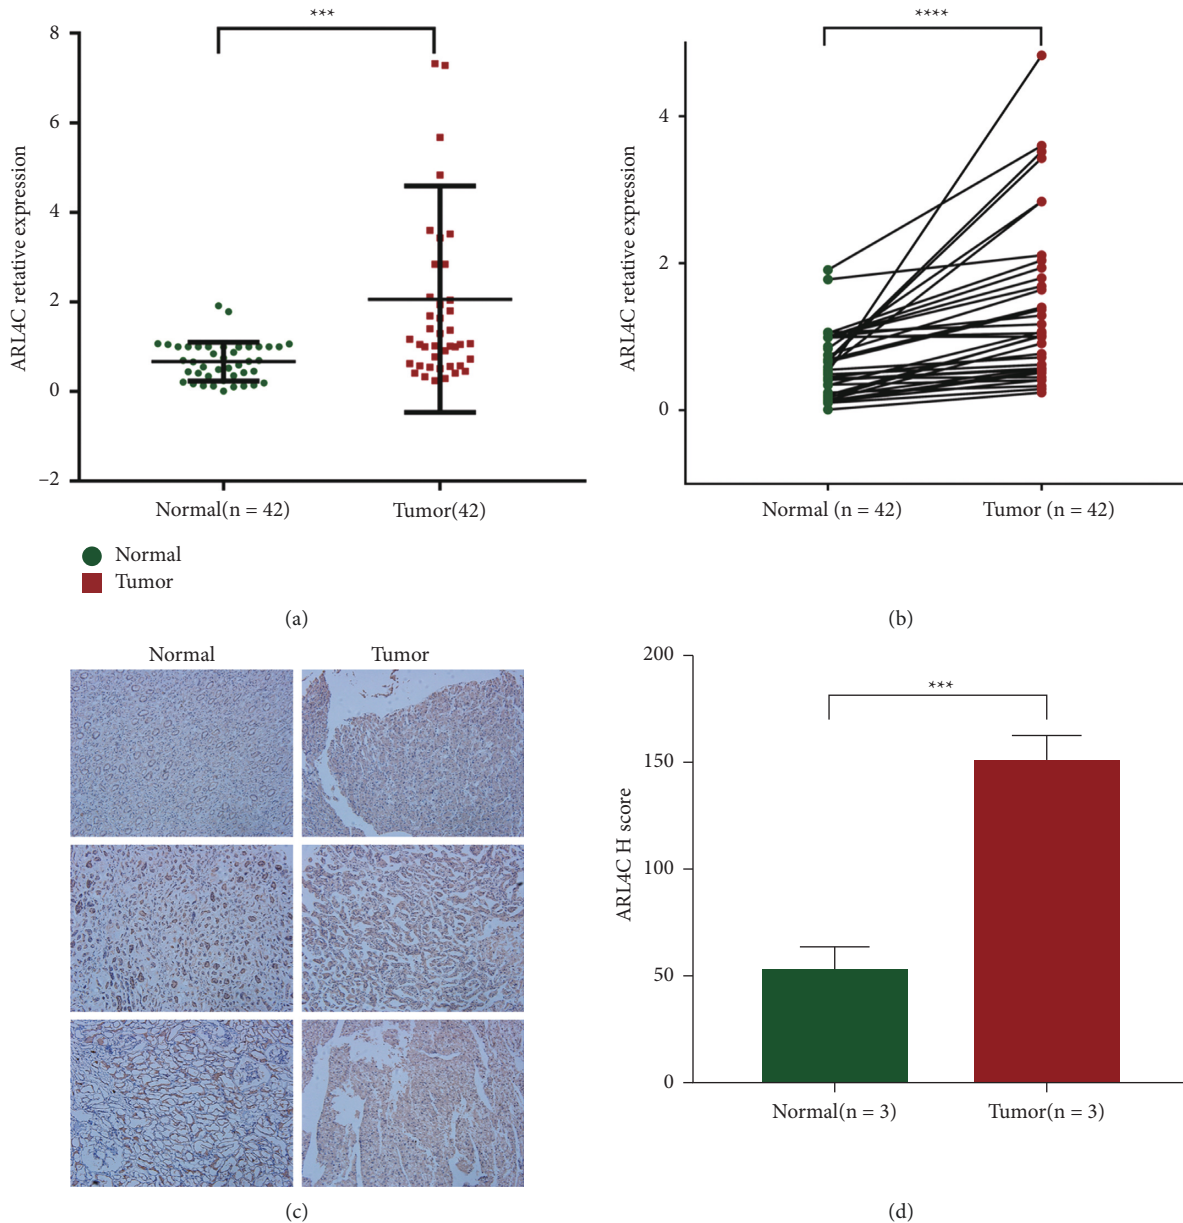 ***
8
6
4
2
0
−2
ARL4C retative expression
Normal(n = 42)
Tumor(42)
Normal
Tumor
(a)
****
4
2
0
ARL4C retative expression
Normal (n = 42)
Tumor (n = 42)
(b)
Normal
Tumor
(c)
***
200
150
100
50
0
ARL4C H score
Normal(n = 3)
Tumor(n = 3)
(d)